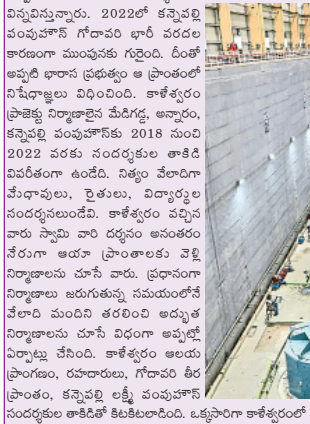 విన్నవిస్తున్నారు. 2022లో కన్నెపల్లి
పంపుహౌస్ గోదావరి భారీ వరదల
కారణంగా ముంపునకు గురైంది. దీంతో
అప్పటి భారాస ప్రభుత్వం ఆ ప్రాంతంలో
నిషేధాజ్ఞలు విధించింది. కాళేశ్వరం
ప్రాజెక్టు నిర్మాణాలైన మేడిగడ్డ, అన్నారం,
కన్నెపల్లి పంపుహౌస్‌కు 2018 నుంచి
2022 వరకు సందర్శకుల తాకిడి
విపరీతంగా ఉండేది. నిత్యం వేలాదిగా
మేధావులు, రైతులు, విద్యార్థుల
సందర్శనలుండేవి. కాళేశ్వరం వచ్చిన
వారు స్వామి వారి దర్శనం అనంతరం
నేరుగా ఆయా ప్రాంతాలకు వెళ్లి
నిర్మాణాలను చూసే వారు. ప్రధానంగా
నిర్మాణాలు జరుగుతున్న సమయంలోనే
వేలాది మందిని తరలించి అద్భుత
నిర్మాణాలను చూసే విధంగా అప్పట్లో
ఏర్పాట్లు చేసింది. కాళేశ్వరం ఆలయ
ప్రాంగణం, రహదారులు, గోదావరి తీర
ప్రాంతం, కన్నెపల్లి లక్ష్మీ పంపుహౌస్
సందర్శకుల తాకిడితో కిటకిటలాడింది. ఒక్కసారిగా కాళేశ్వరంలో